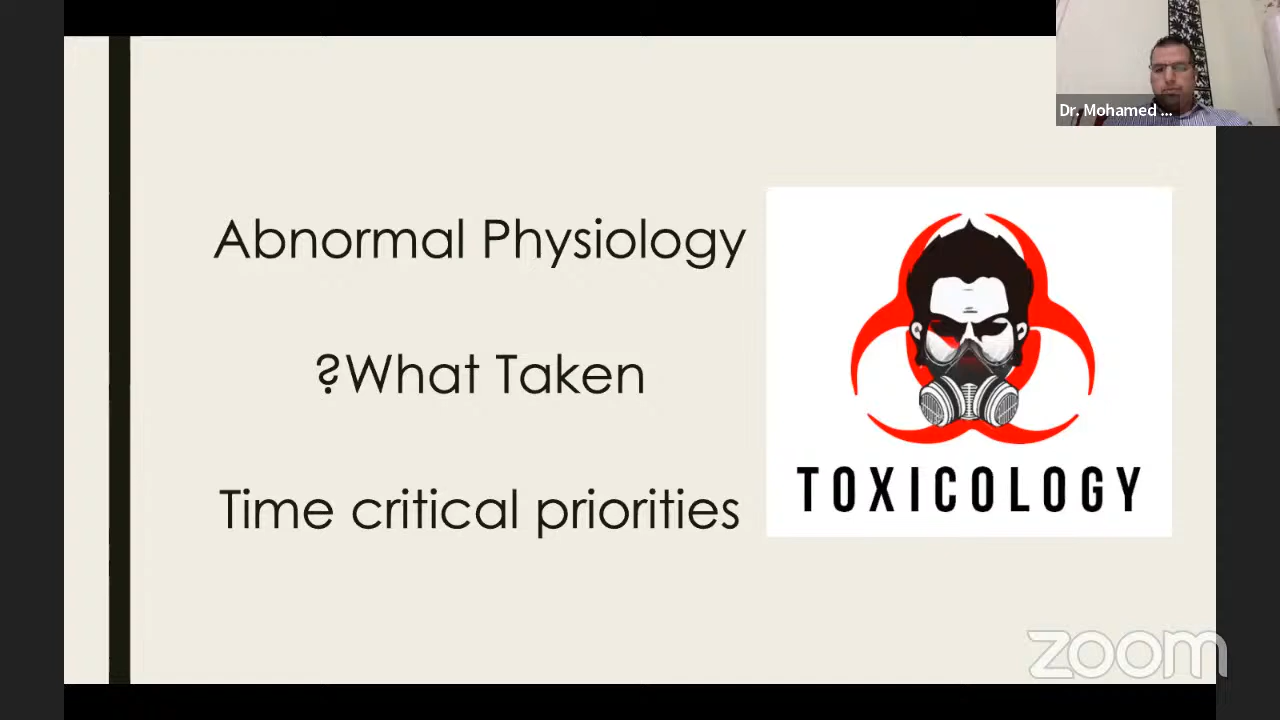 Dr. Mohamed ...
Abnormal Physiology
؟What Taken
Time critical priorities
TOXICOLOGY
zoom